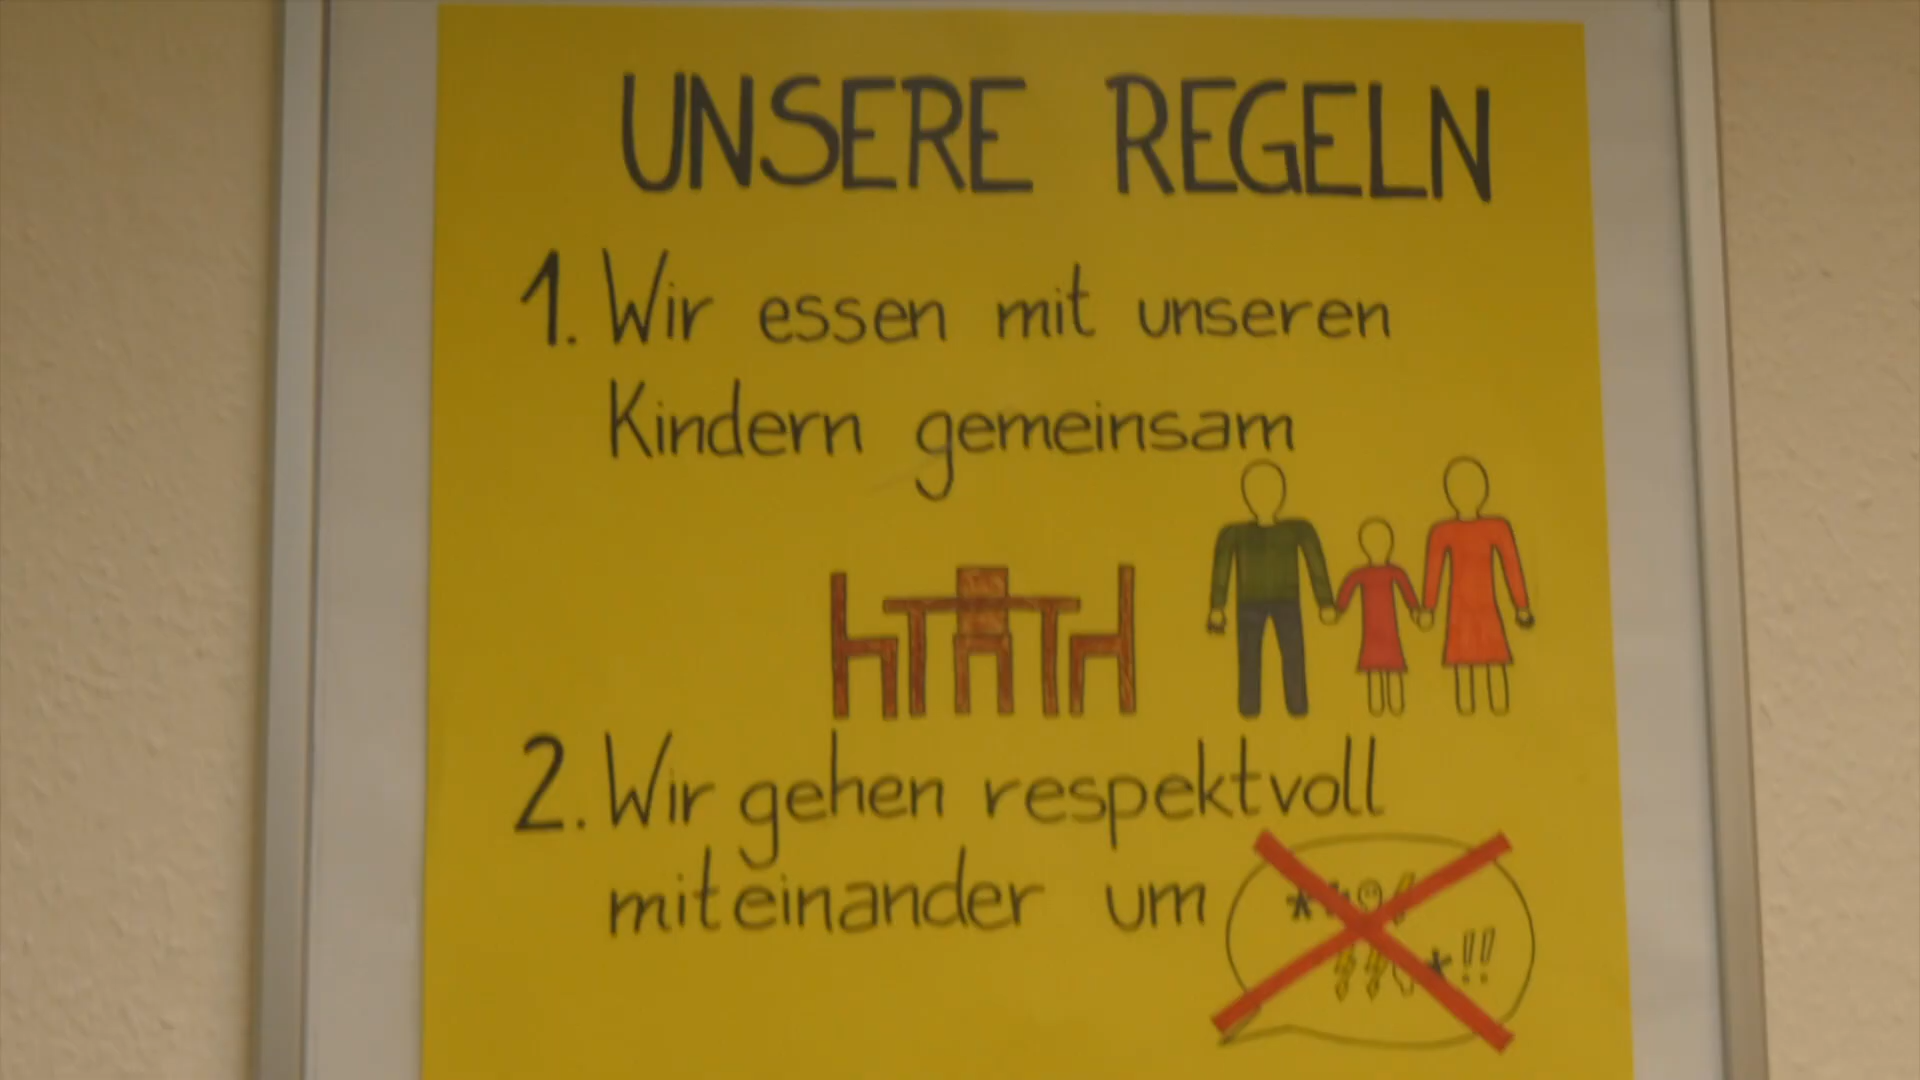 UNSERE REGELN
1. Wir essen mit unseren
Kindern gemeinsam
2. Wir gehen respektvoll
miteinander um